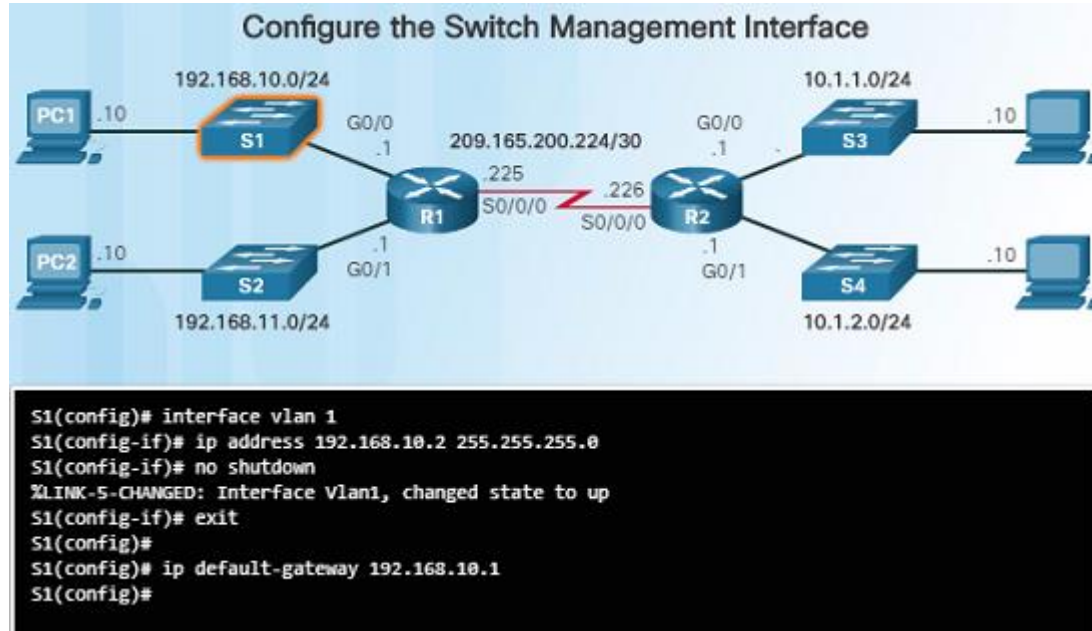 Configure the Switch Management Interface
192.168.10.0/24
10.1.1.0/24
PC1
.10
S1
G0/0
.1
209.165.200.224/30
G0/0
.1
S3
.10
.225
S0/0/0
.226
S0/0/0
R1
R2
PC2
.10
S2
.1
G0/1
.1
G0/1
S4
.10
192.168.11.0/24
10.1.2.0/24
S1(config)# interface vlan 1
S1(config-if)# ip address 192.168.10.2 255.255.255.0
S1(config-if)# no shutdown
%LINK-5-CHANGED: Interface Vlan1, changed state to up
S1(config-if)# exit
S1(config)#
S1(config)# ip default-gateway 192.168.10.1
S1(config)#